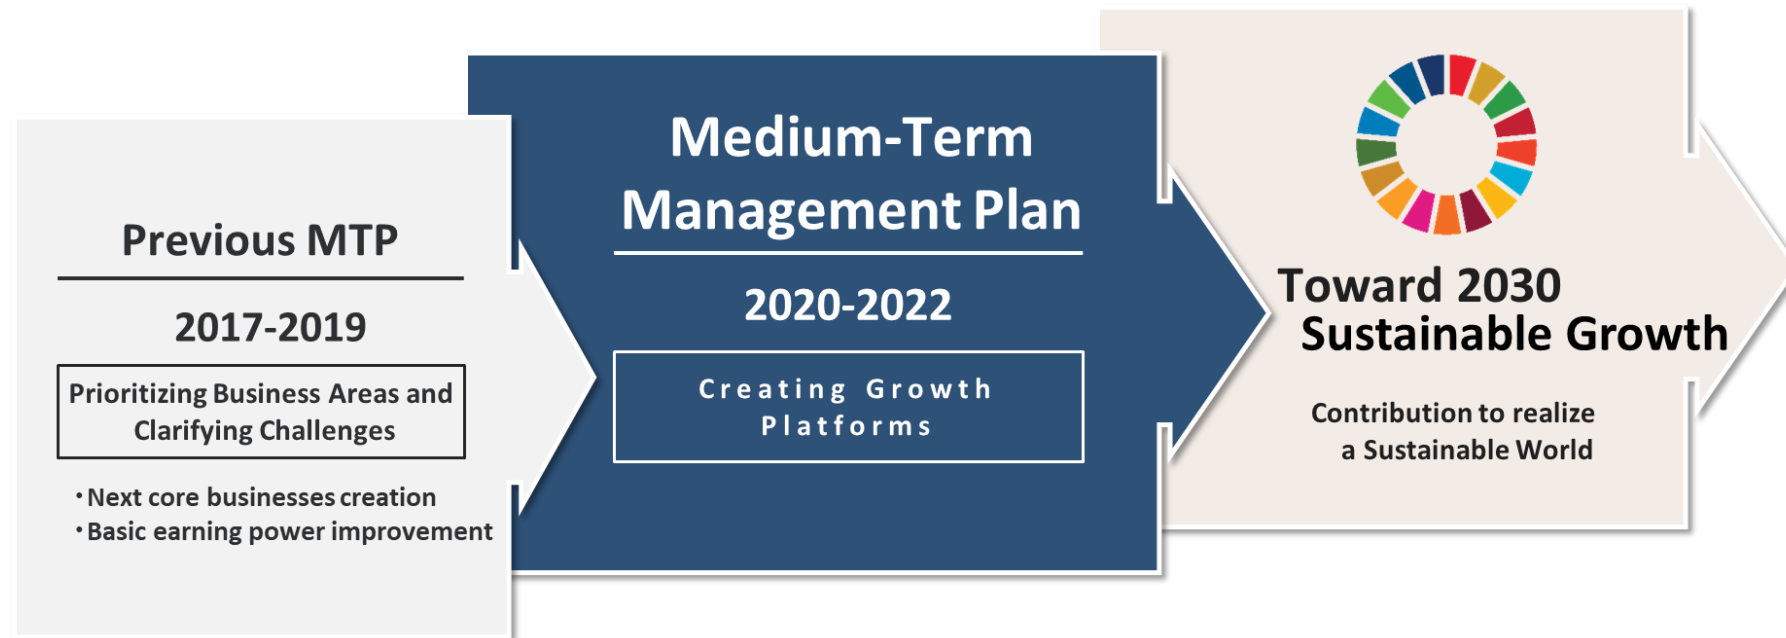 Previous MTP
2017-2019
Prioritizing Business Areas and
Clarifying Challenges
・Next core businesses creation
・Basic earning power improvement
Medium-Term
Management Plan
2020-2022
Creating Growth
Platforms
Toward 2030
Sustainable Growth
Contribution to realize
a Sustainable World